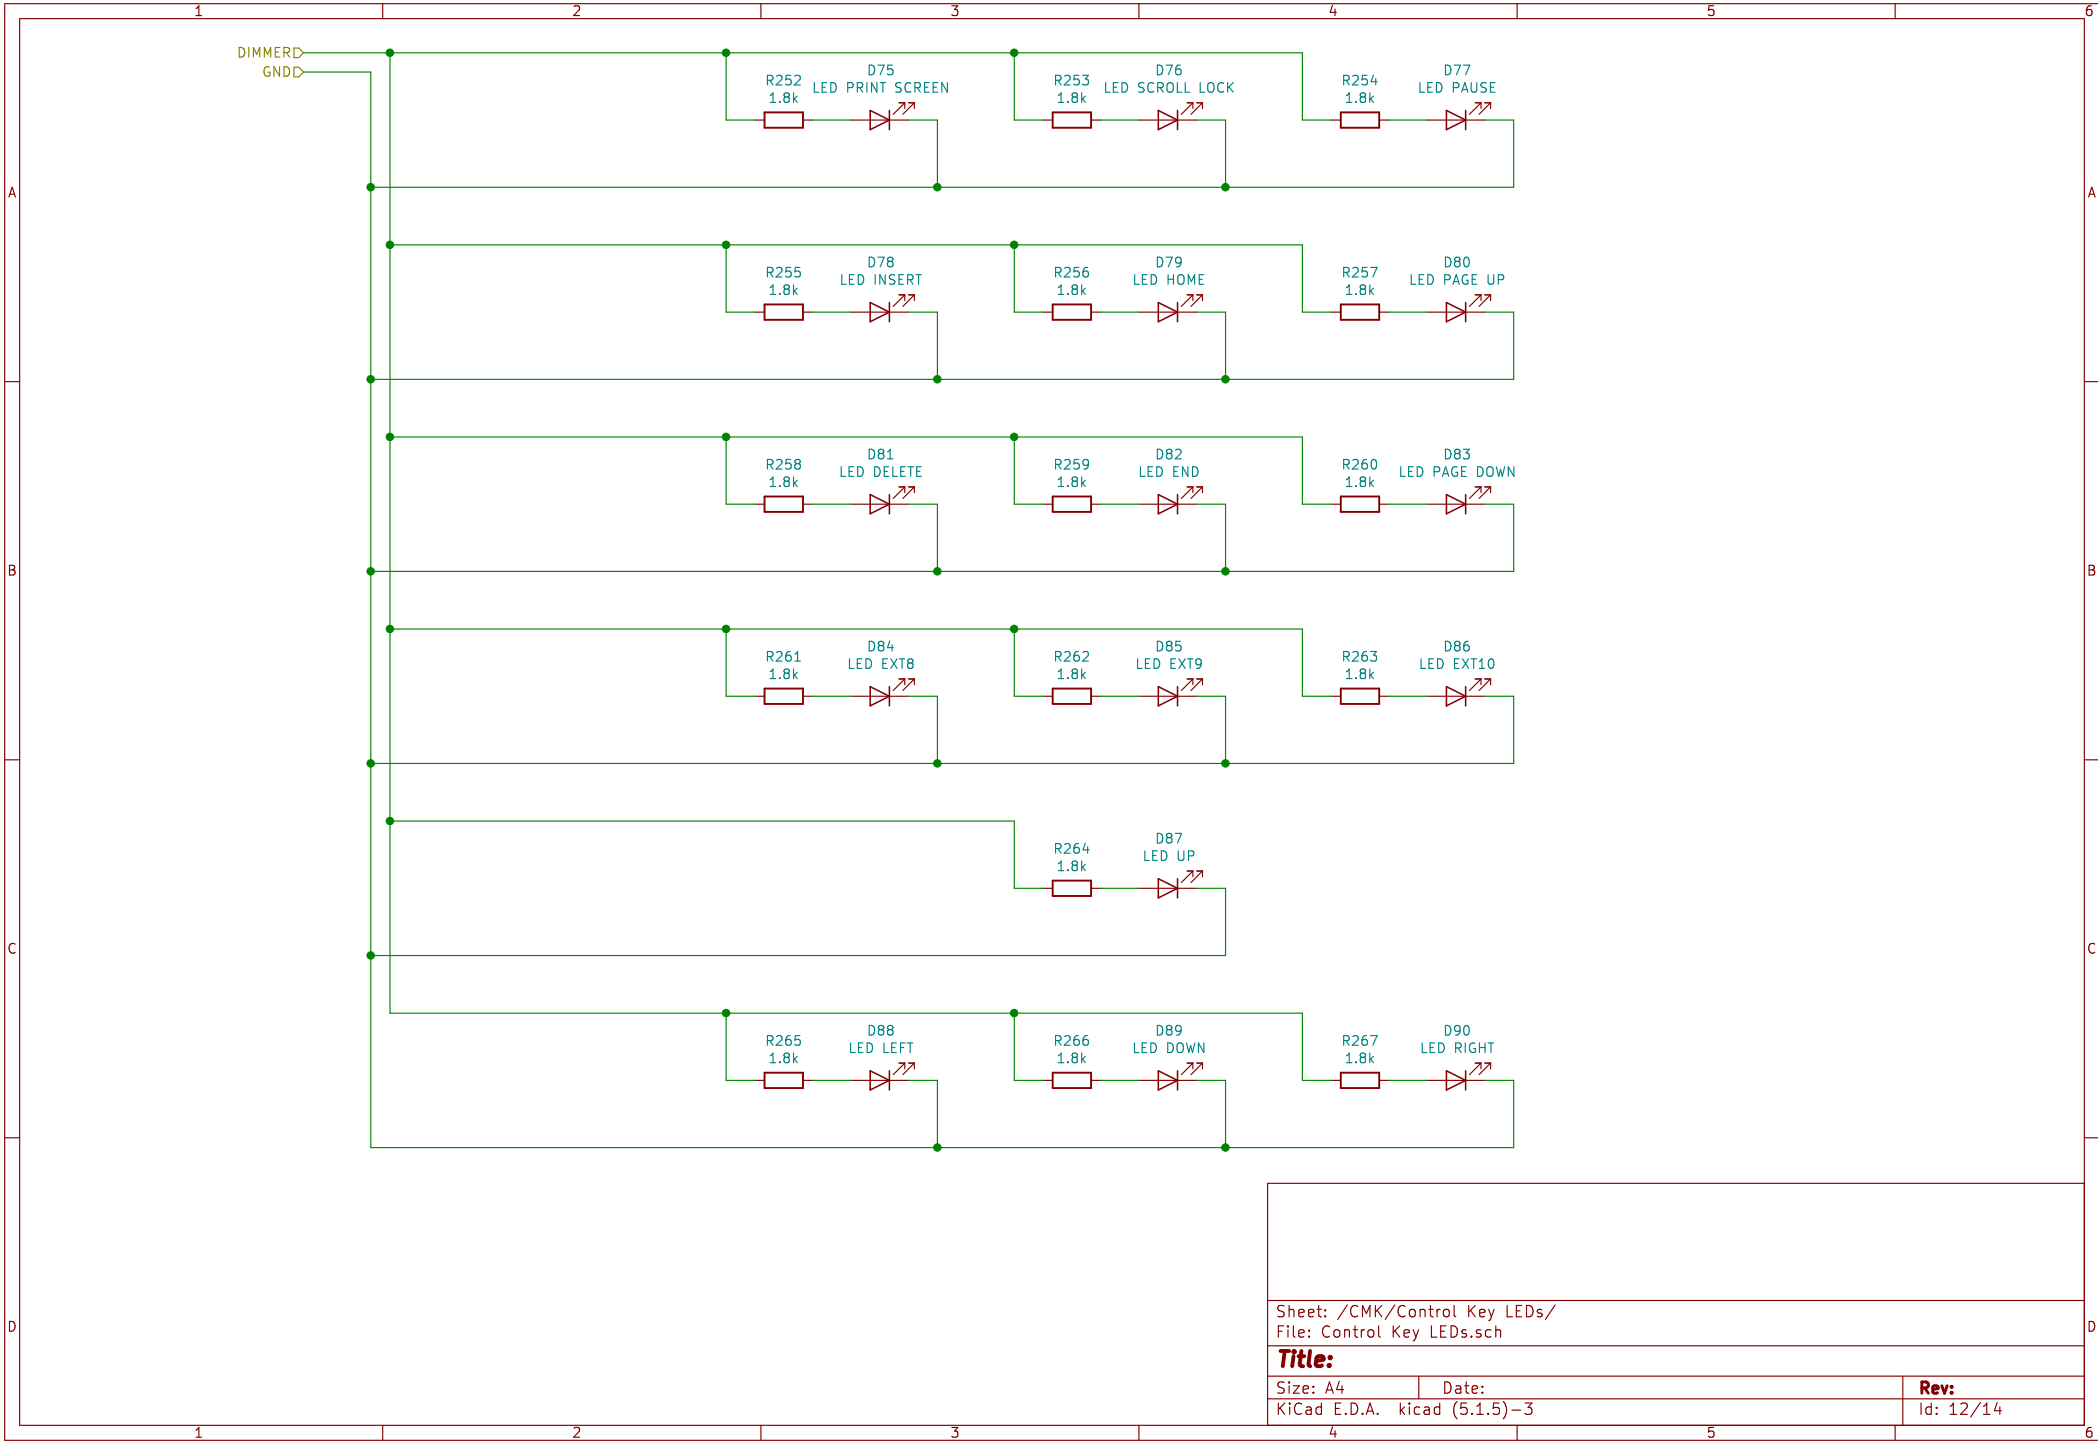 1 2 3 4 5 6
DIMMER
GND
D75 D76 D77
R252 LED PRINT SCREEN R253 LED SCROLL LOCK R254 LED PAUSE
1.8k 1.8k 1.8k
A A
D78 D79 D80
R255 LED INSERT R256 LED HOME R257 LED PAGE UP
1.8k 1.8k 1.8k
D81 D82 D83
R258 LED DELETE R259 LED END R260 LED PAGE DOWN
1.8k 1.8k 1.8k
B B
D84 D85 D86
R261 LED EXT8 R262 LED EXT9 R263 LED EXT10
1.8k 1.8k 1.8k
D87
R264 LED UP
1.8k
C C
D88 D89 D90
R265 LED LEFT R266 LED DOWN R267 LED RIGHT
1.8k 1.8k 1.8k
Sheet: /CMK/Control Key LEDs/
D D
File: Control Key LEDs.sch
Title:
Size: A4 Date: Rev:
KiCad E.D.A. kicad (5.1.5)-3 Id: 12/14
1 2 3 4 5 6